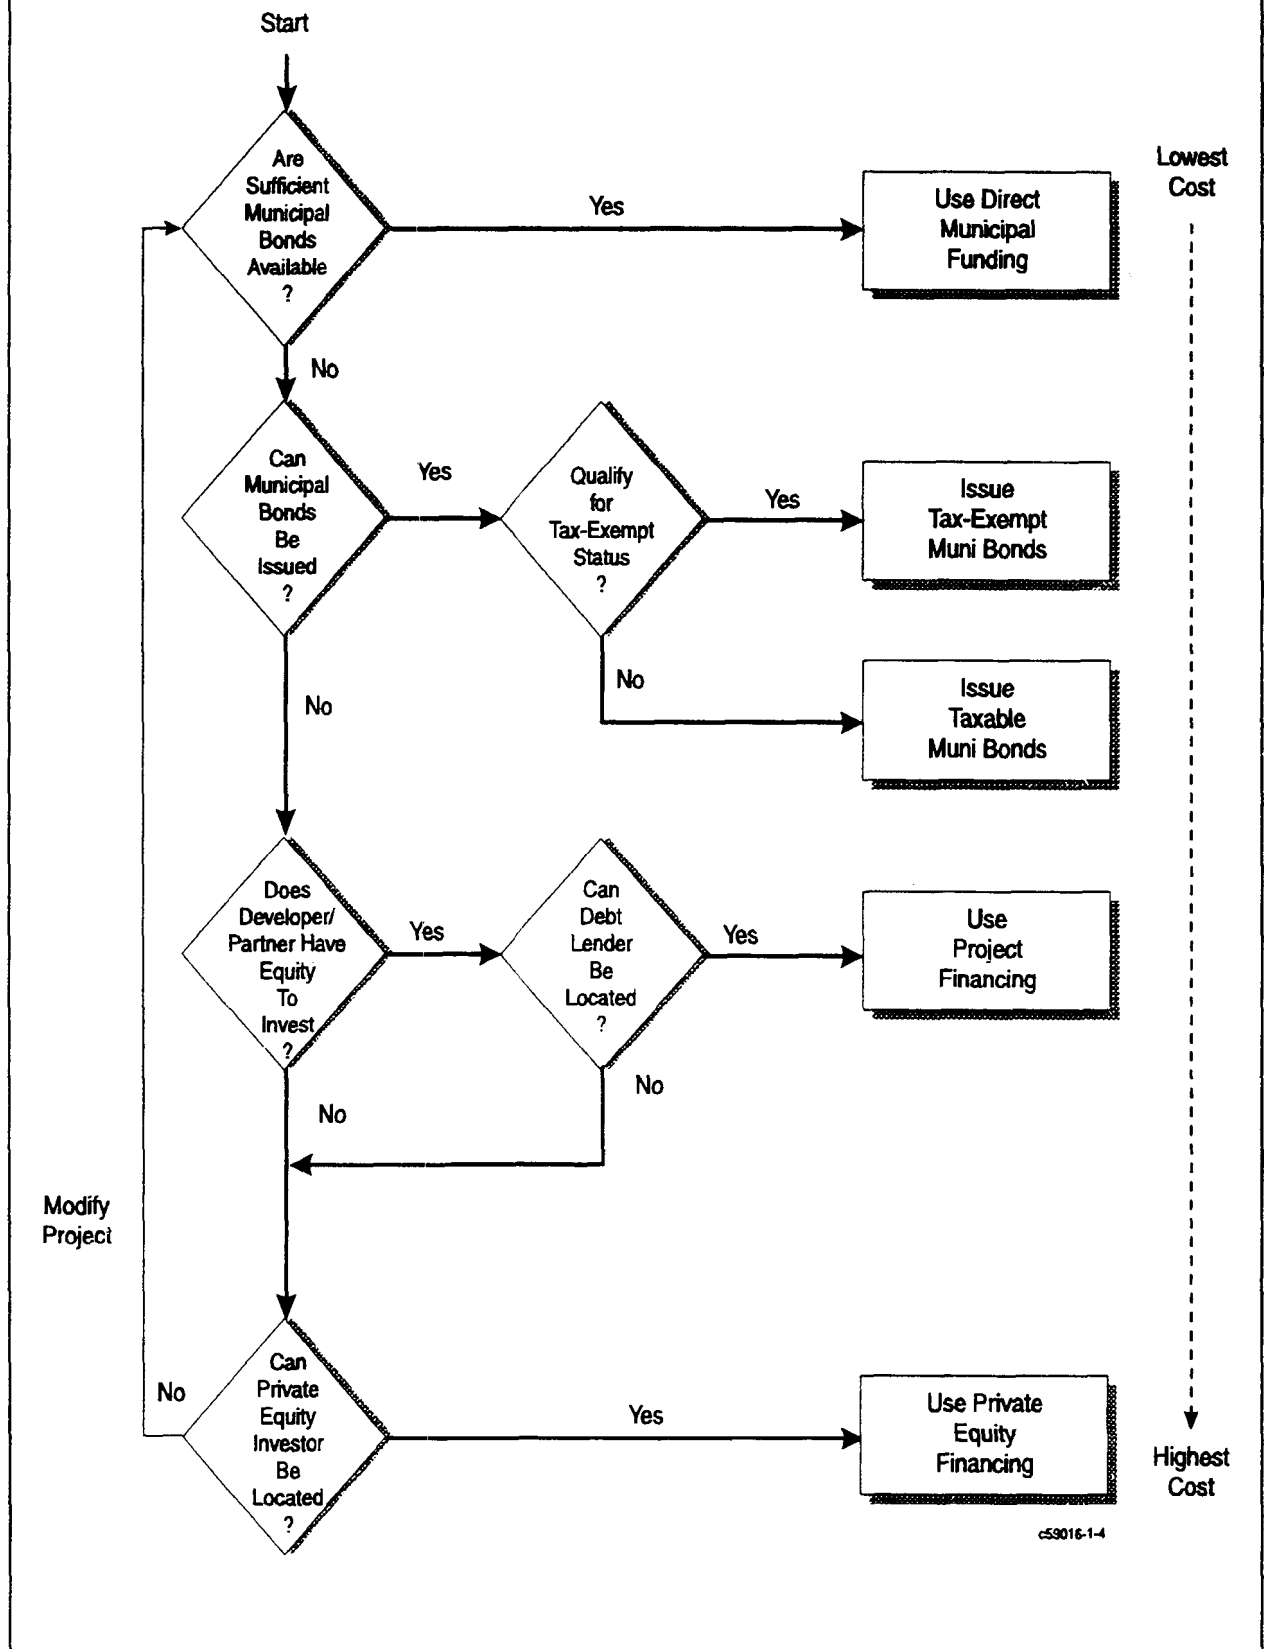 Start
Are
Sufficient
Municipal
Bonds
Available
?
Yes
Use Direct
Municipal
Funding
Lowest
Cost
No
Can
Municipal
Bonds
Be
Issued
?
Yes
Qualify
for
Tax-Exempt
Status
?
Yes
Issue
Tax-Exempt
Muni Bonds
No
Issue
Taxable
Muni Bonds
No
Does
Developer/
Partner Have
Equity
To
Invest
?
Yes
Can
Debt
Lender
Be
Located
?
Yes
Use
Project
Financing
No
No
Modify
Project
Can
Private
Equity
Investor
Be
Located
?
No
Yes
Use Private
Equity
Financing
Highest
Cost
c59016-1-4